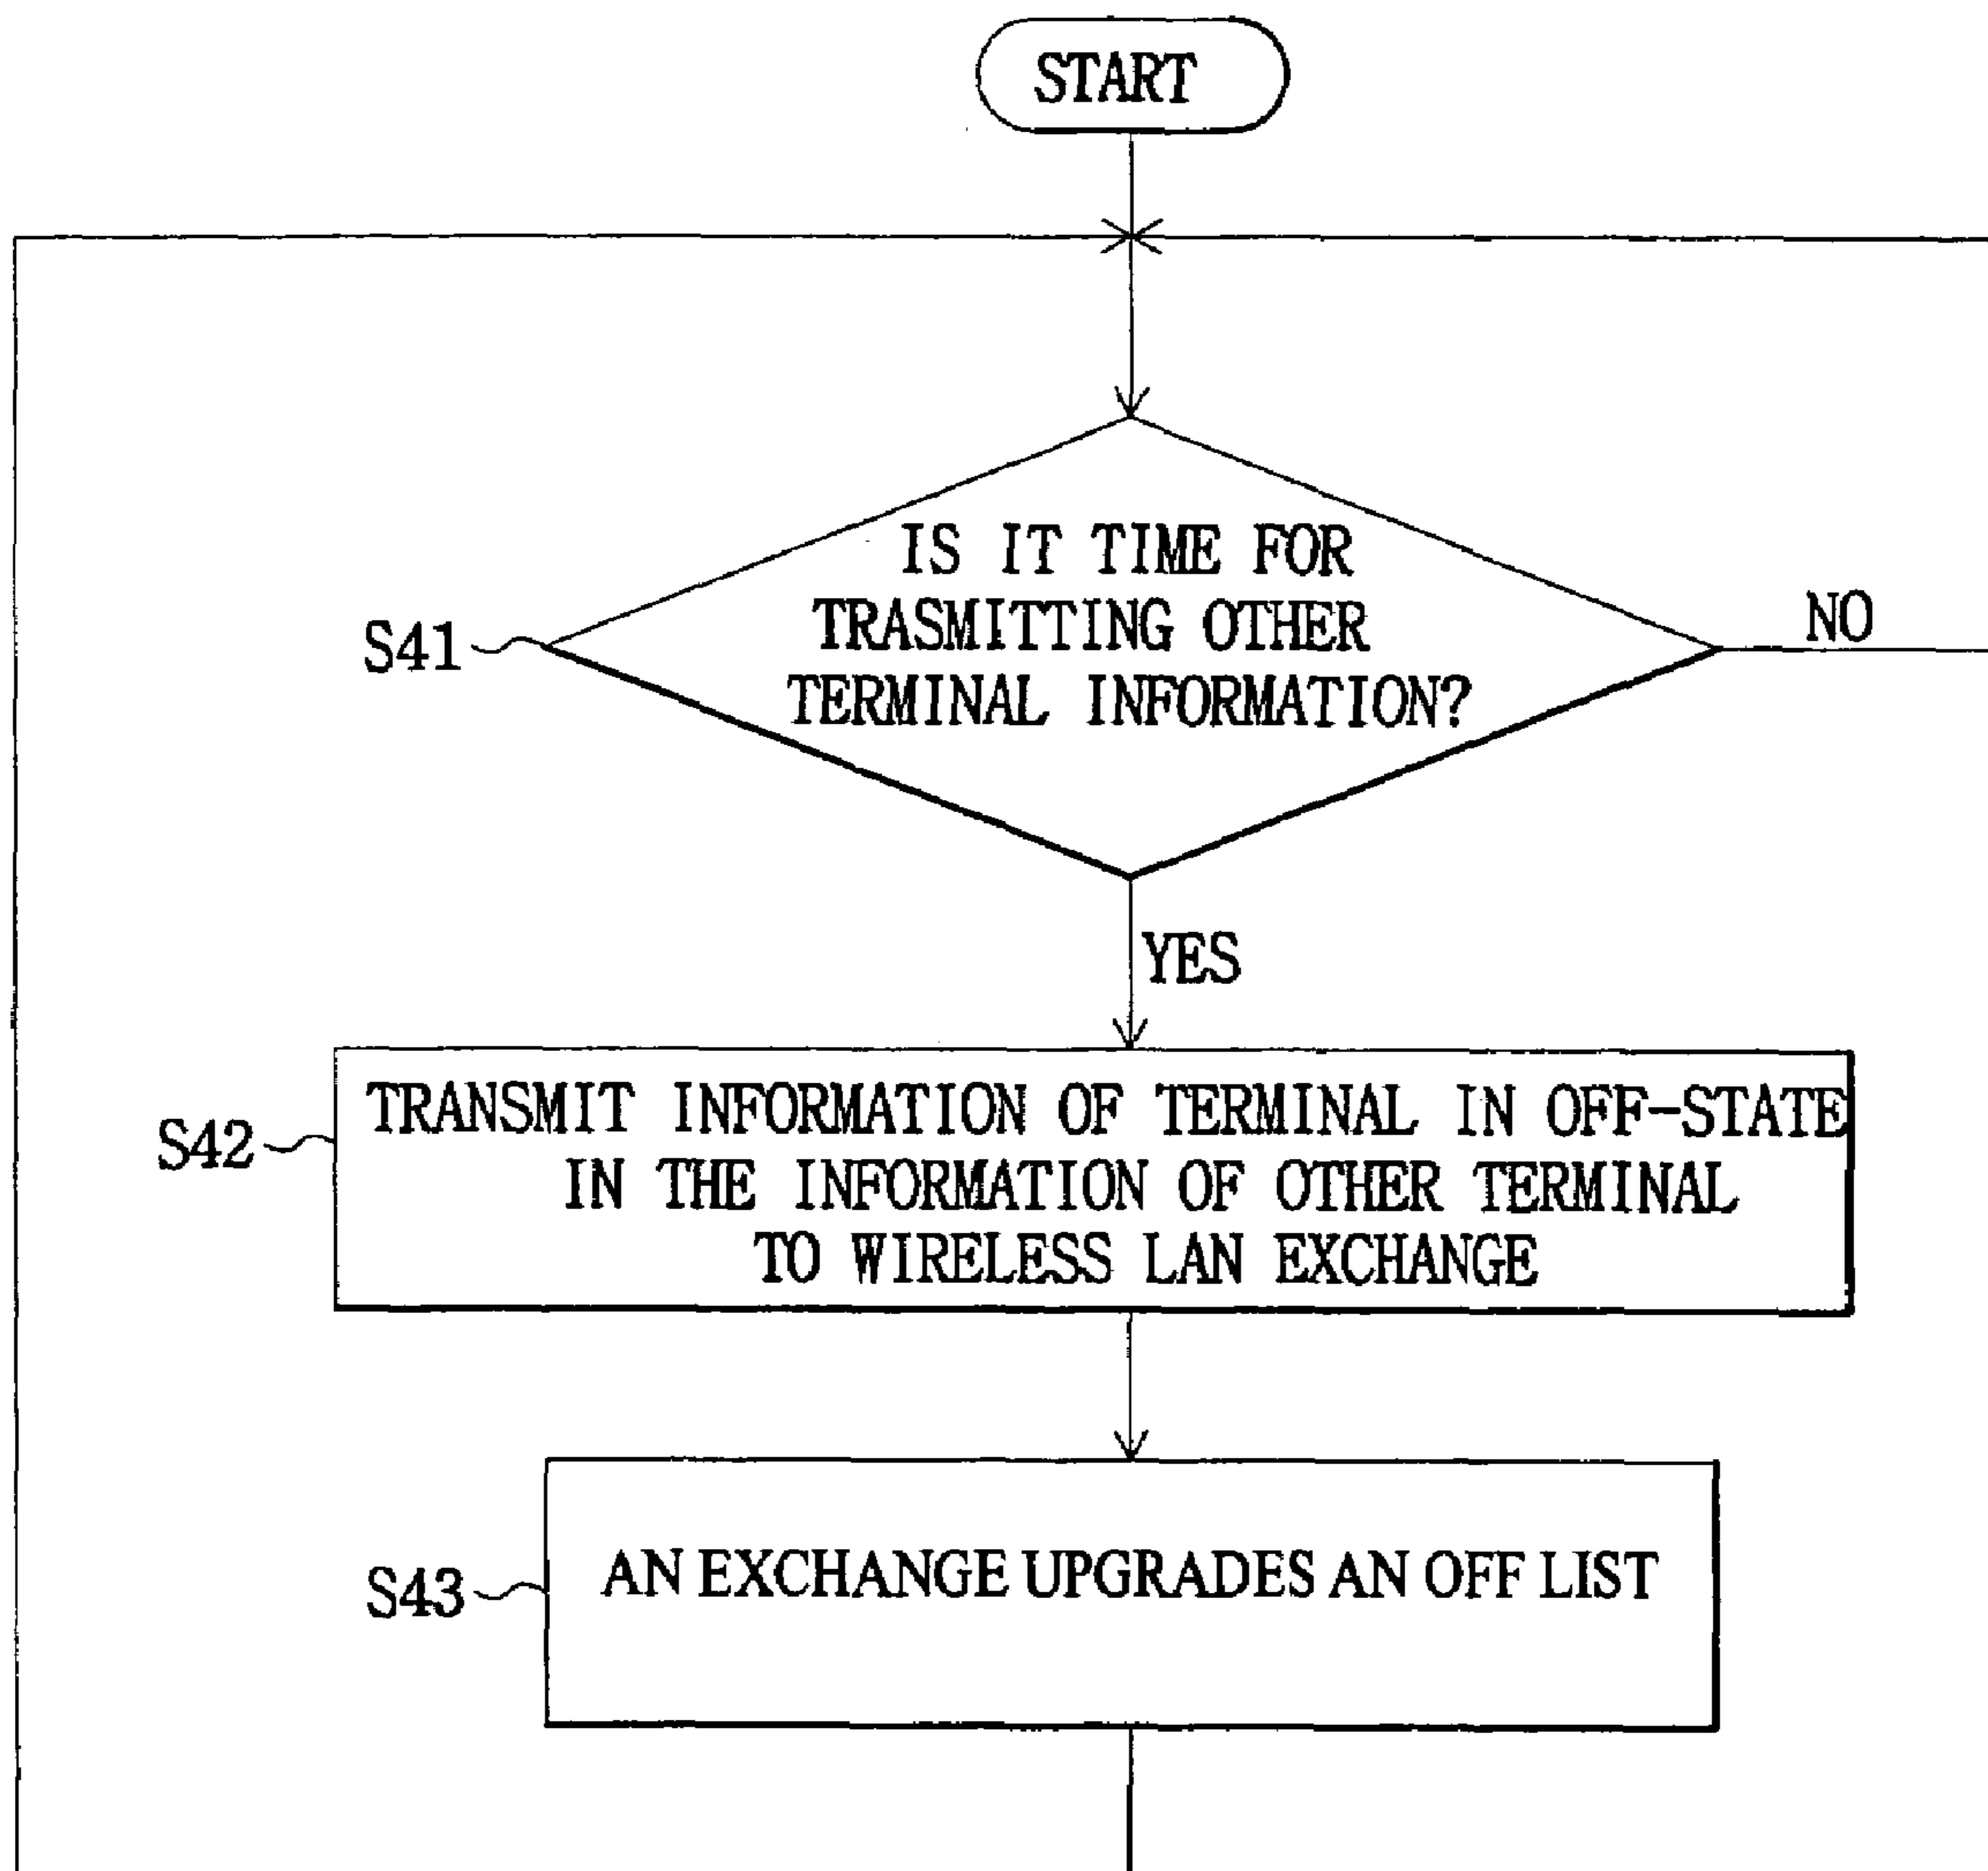 START
IS IT TIME FOR
TRASMITTING OTHER
TERMINAL INFORMATION?
S41
NO
YES
S42
TRANSMIT INFORMATION OF TERMINAL IN OFF-STATE
IN THE INFORMATION OF OTHER TERMINAL
TO WIRELESS LAN EXCHANGE
S43
AN EXCHANGE UPGRADES AN OFF LIST